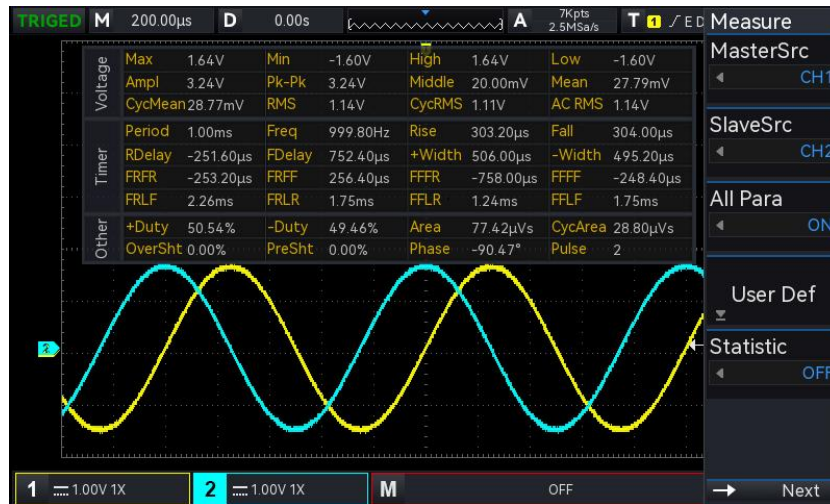 TRIGED M 200.00μs D 0.00s A 7Kpts 2.5MSa/s T 1 ED
Measure
Voltage
Max 1.64V Min -1.60V High 1.64V Low -1.60V
Ampl 3.24V Pk-Pk 3.24V Middle 20.00mV Mean 27.79mV
CycMean 28.77mV RMS 1.14V CycRMS 1.11V AC RMS 1.14V
Timer
Period 1.00ms Freq 999.80Hz Rise 303.20μs Fall 304.00μs
RDelay -251.60μs FDelay 752.40μs +Width 506.00μs -Width 495.20μs
FRFR -253.20μs FRFF 256.40μs FFFR -758.00μs FFFF -248.40μs
FRLF 2.26ms FRLR 1.75ms FFLR 1.24ms FFLF 1.75ms
Other
+Duty 50.54% -Duty 49.46% Area 77.42μVs CycArea 28.80μVs
OverSht 0.00% PreSht 0.00% Phase -90.47° Pulse 2
MasterSrc
CH1
SlaveSrc
CH2
All Para
ON
User Def
Statistic
OFF
Next
2
1 1.00V 1X 2 1.00V 1X M OFF